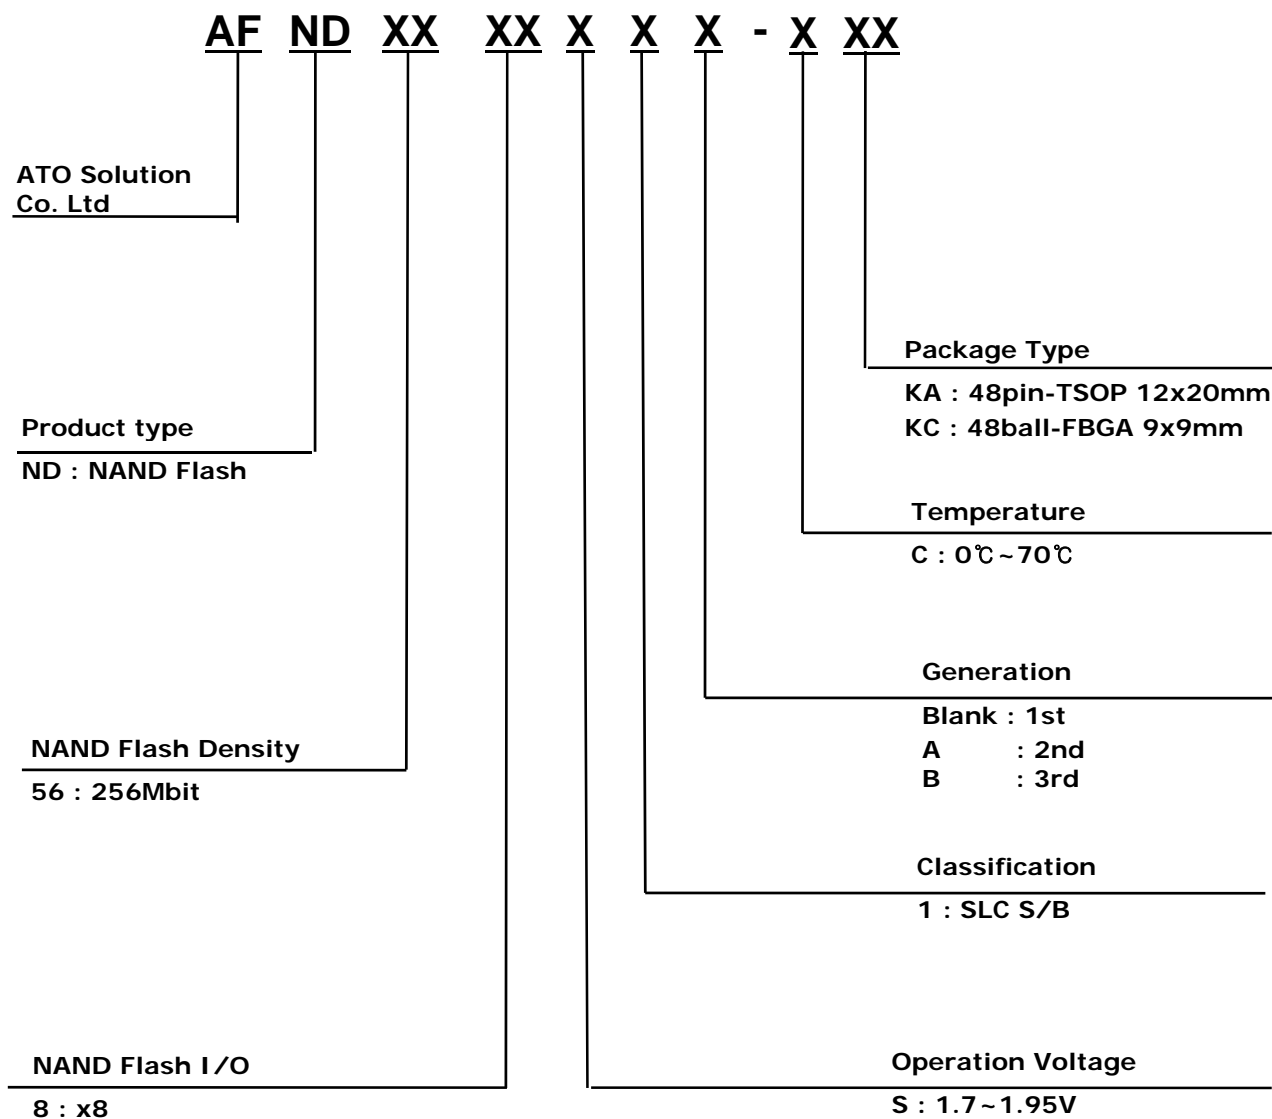 AF ND XX XX X X X - X XX
ATO Solution
Co. Ltd
Package Type
KA : 48pin-TSOP 12x20mm
KC : 48ball-FBGA 9x9mm
Product type
ND : NAND Flash
Temperature
C : 0℃~70℃
Generation
Blank : 1st
A : 2nd
B : 3rd
NAND Flash Density
56 : 256Mbit
Classification
1 : SLC S/B
NAND Flash I/O
8 : x8
Operation Voltage
S : 1.7~1.95V